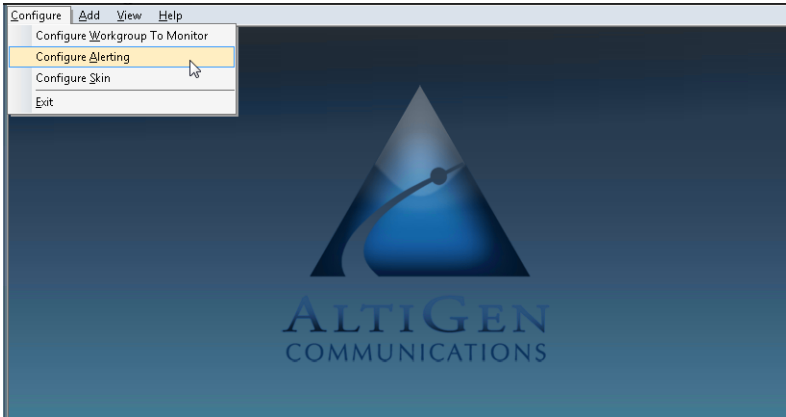 Configure Add View Help
Configure Workgroup To Monitor
Configure Alerting
Configure Skin
Exit
ALTIGEN
COMMUNICATIONS